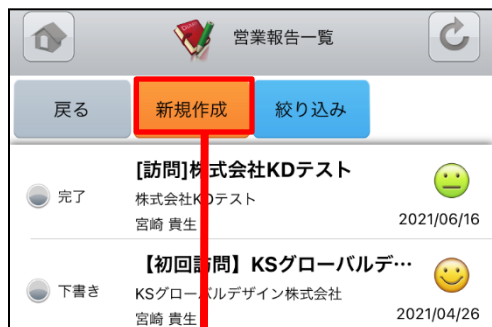 営業報告一覧
戻る
新規作成
絞り込み
[訪問]株式会社KDテスト
完了
株式会社KDテスト
宮崎 貴生
2021/06/16
【初回訪問】KSグローバルデ…
下書き
KSグローバルデザイン株式会社
宮崎 貴生
2021/04/26